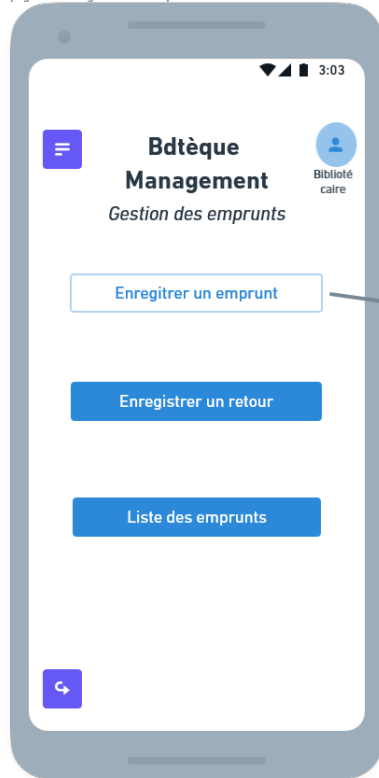 3:03
Bdtèque
Management
Gestion des emprunts
Biblioté
caire
Enregitrer un emprunt
Enregistrer un retour
Liste des emprunts